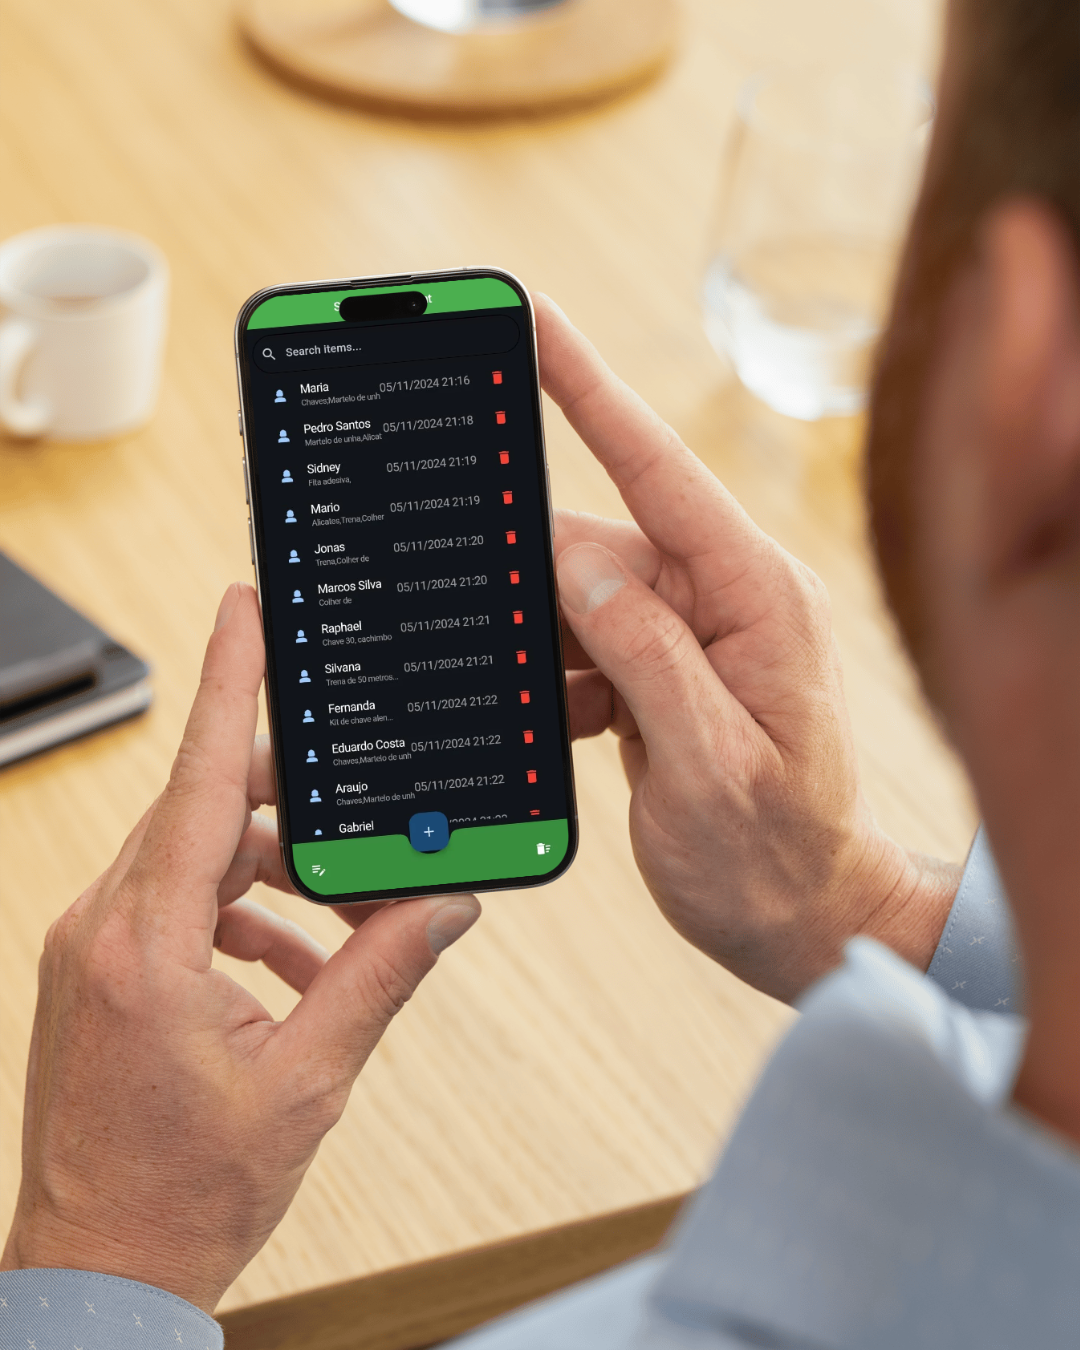 Search items...
Maria
05/11/2024 21:16
Chaves,Martelo de unh
Pedro Santos
05/11/2024 21:18
Martelo de unha,Alicat
Sidney
05/11/2024 21:19
Fita adesiva,
Mario
05/11/2024 21:19
Alicates,Trena,Colher
Jonas
05/11/2024 21:20
Trena,Colher de
Marcos Silva
05/11/2024 21:20
Colher de
Raphael
05/11/2024 21:21
Chave 30, cachimbo
Silvana
05/11/2024 21:21
Trena de 50 metros...
Fernanda
05/11/2024 21:22
Kit de chave alen...
Eduardo Costa
05/11/2024 21:22
Chaves,Martelo de unh
Araujo
05/11/2024 21:22
Chaves,Martelo de unh
Gabriel